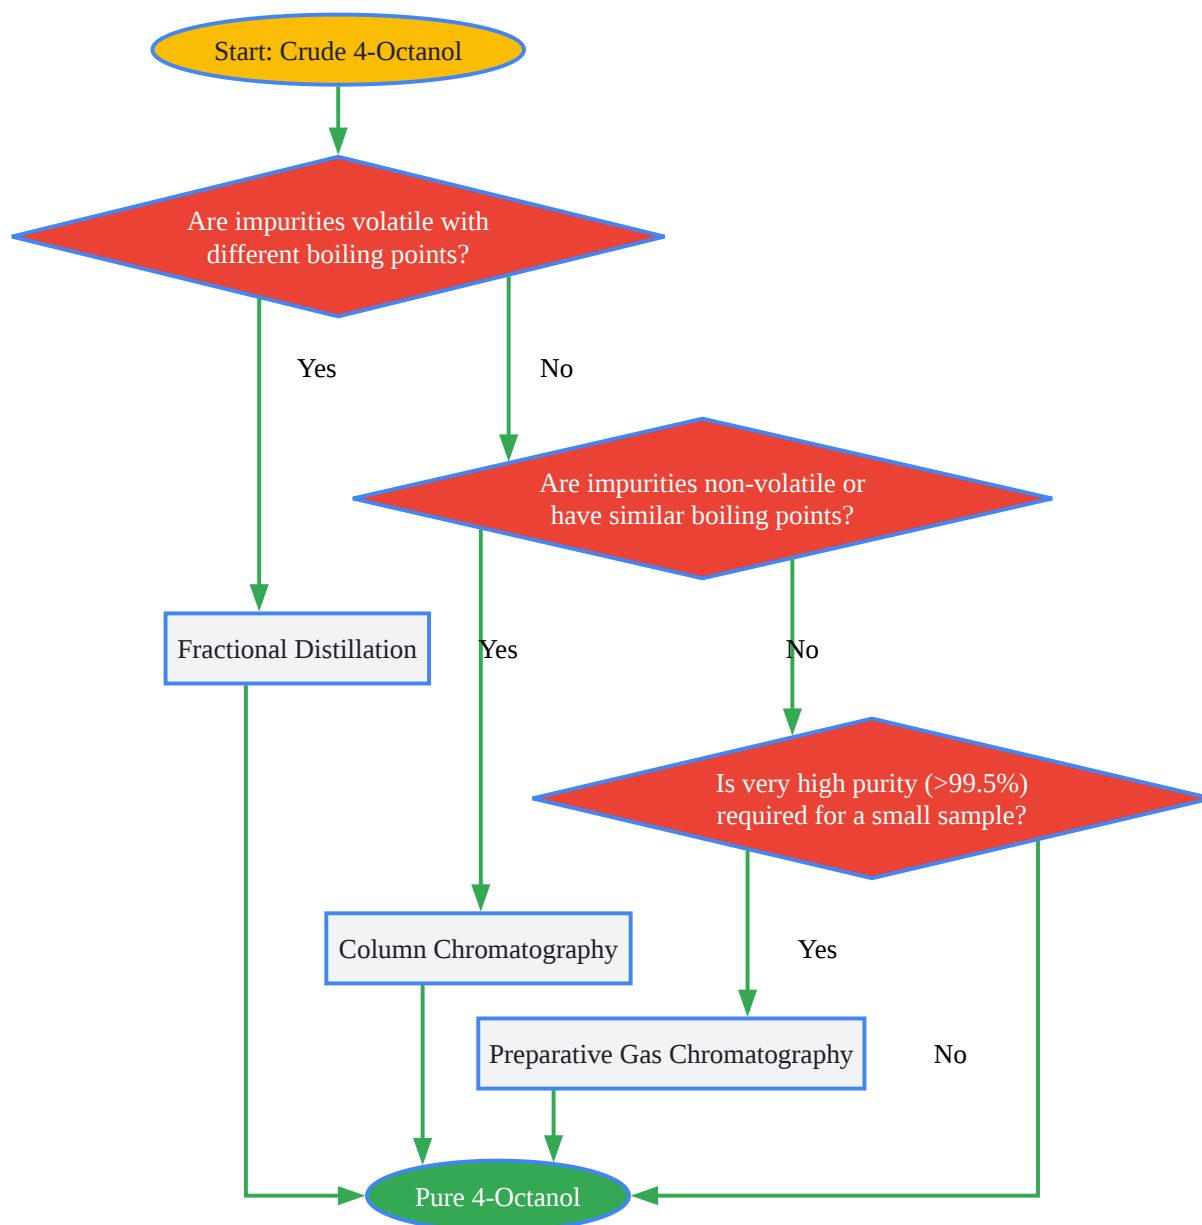 Start: Crude 4-Octanol
Are impurities volatile with
different boiling points?
Yes
No
Are impurities non-volatile or
have similar boiling points?
Fractional Distillation
Yes
No
Is very high purity (>99.5%)
required for a small sample?
Column Chromatography
Yes
Preparative Gas Chromatography
No
Pure 4-Octanol